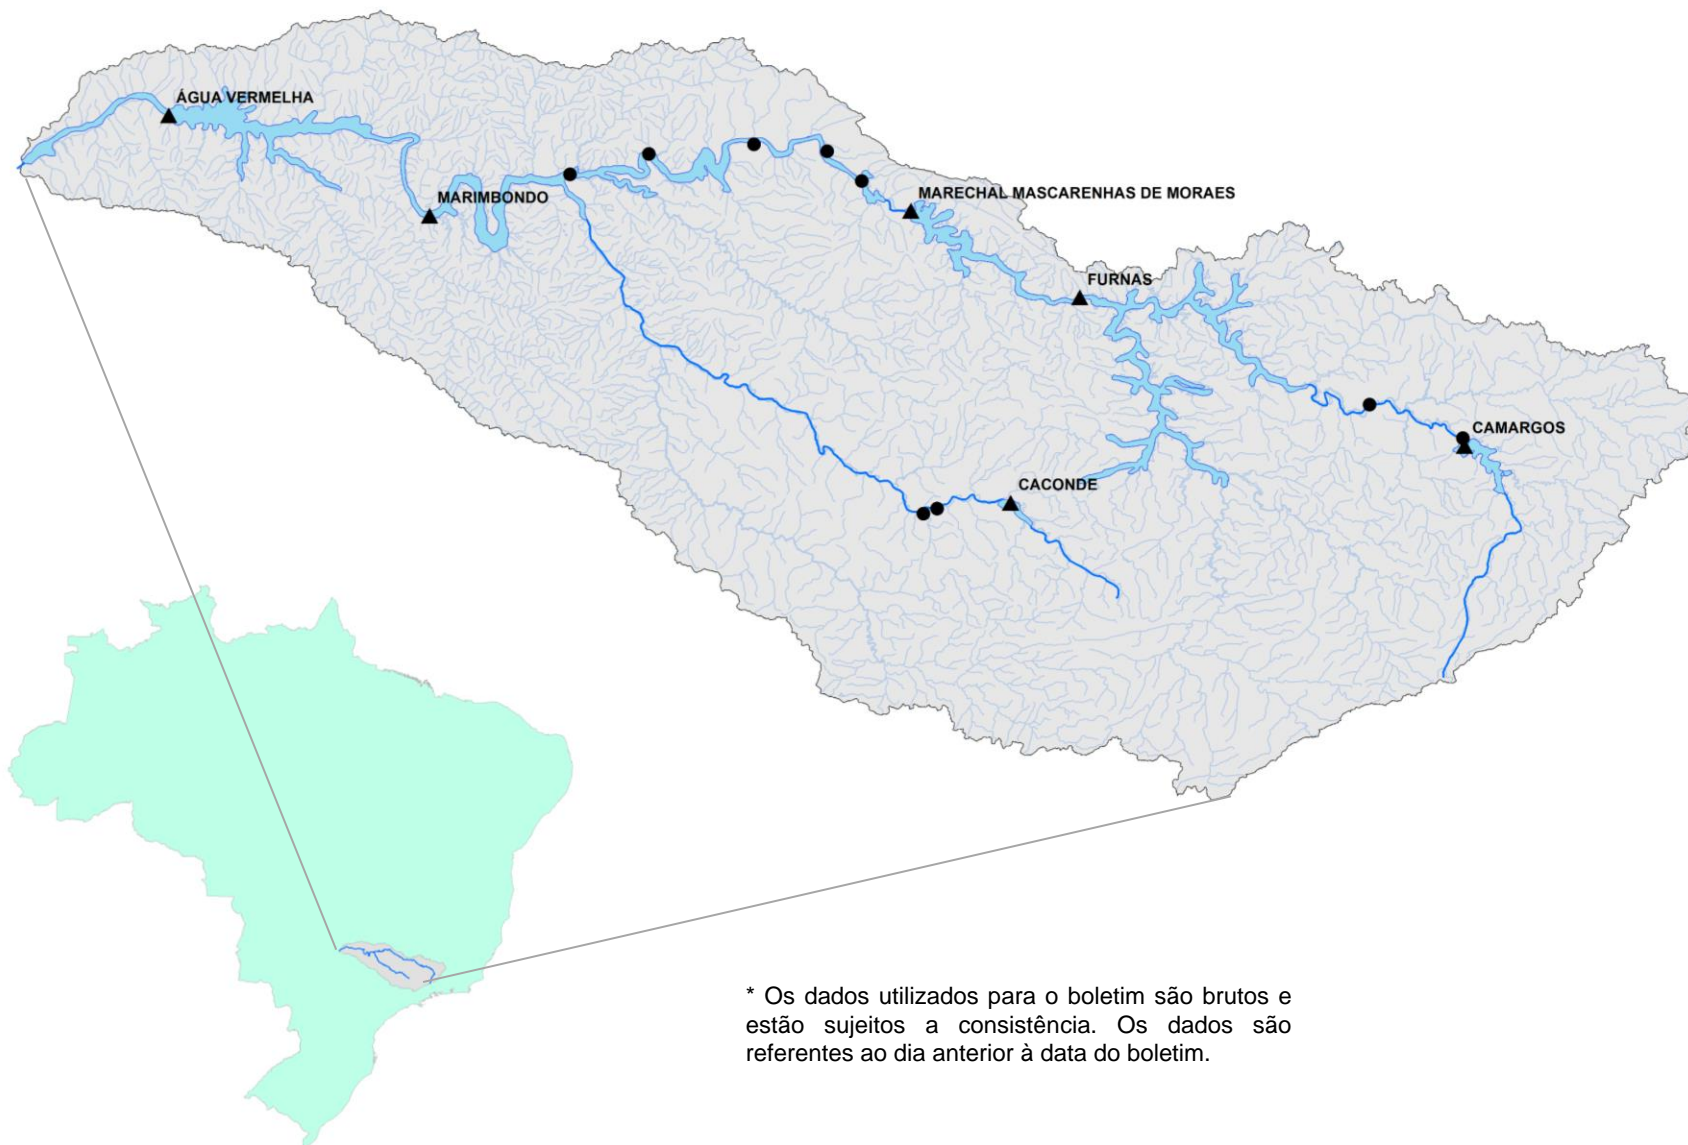 ÁGUA VERMELHA
MARIMBONDO
MARECHAL MASCARENHAS DE MORAES
FURNAS
CAMARGOS
CACONDE
* Os dados utilizados para o boletim são brutos e
estão sujeitos a consistência. Os dados são
referentes ao dia anterior à data do boletim.